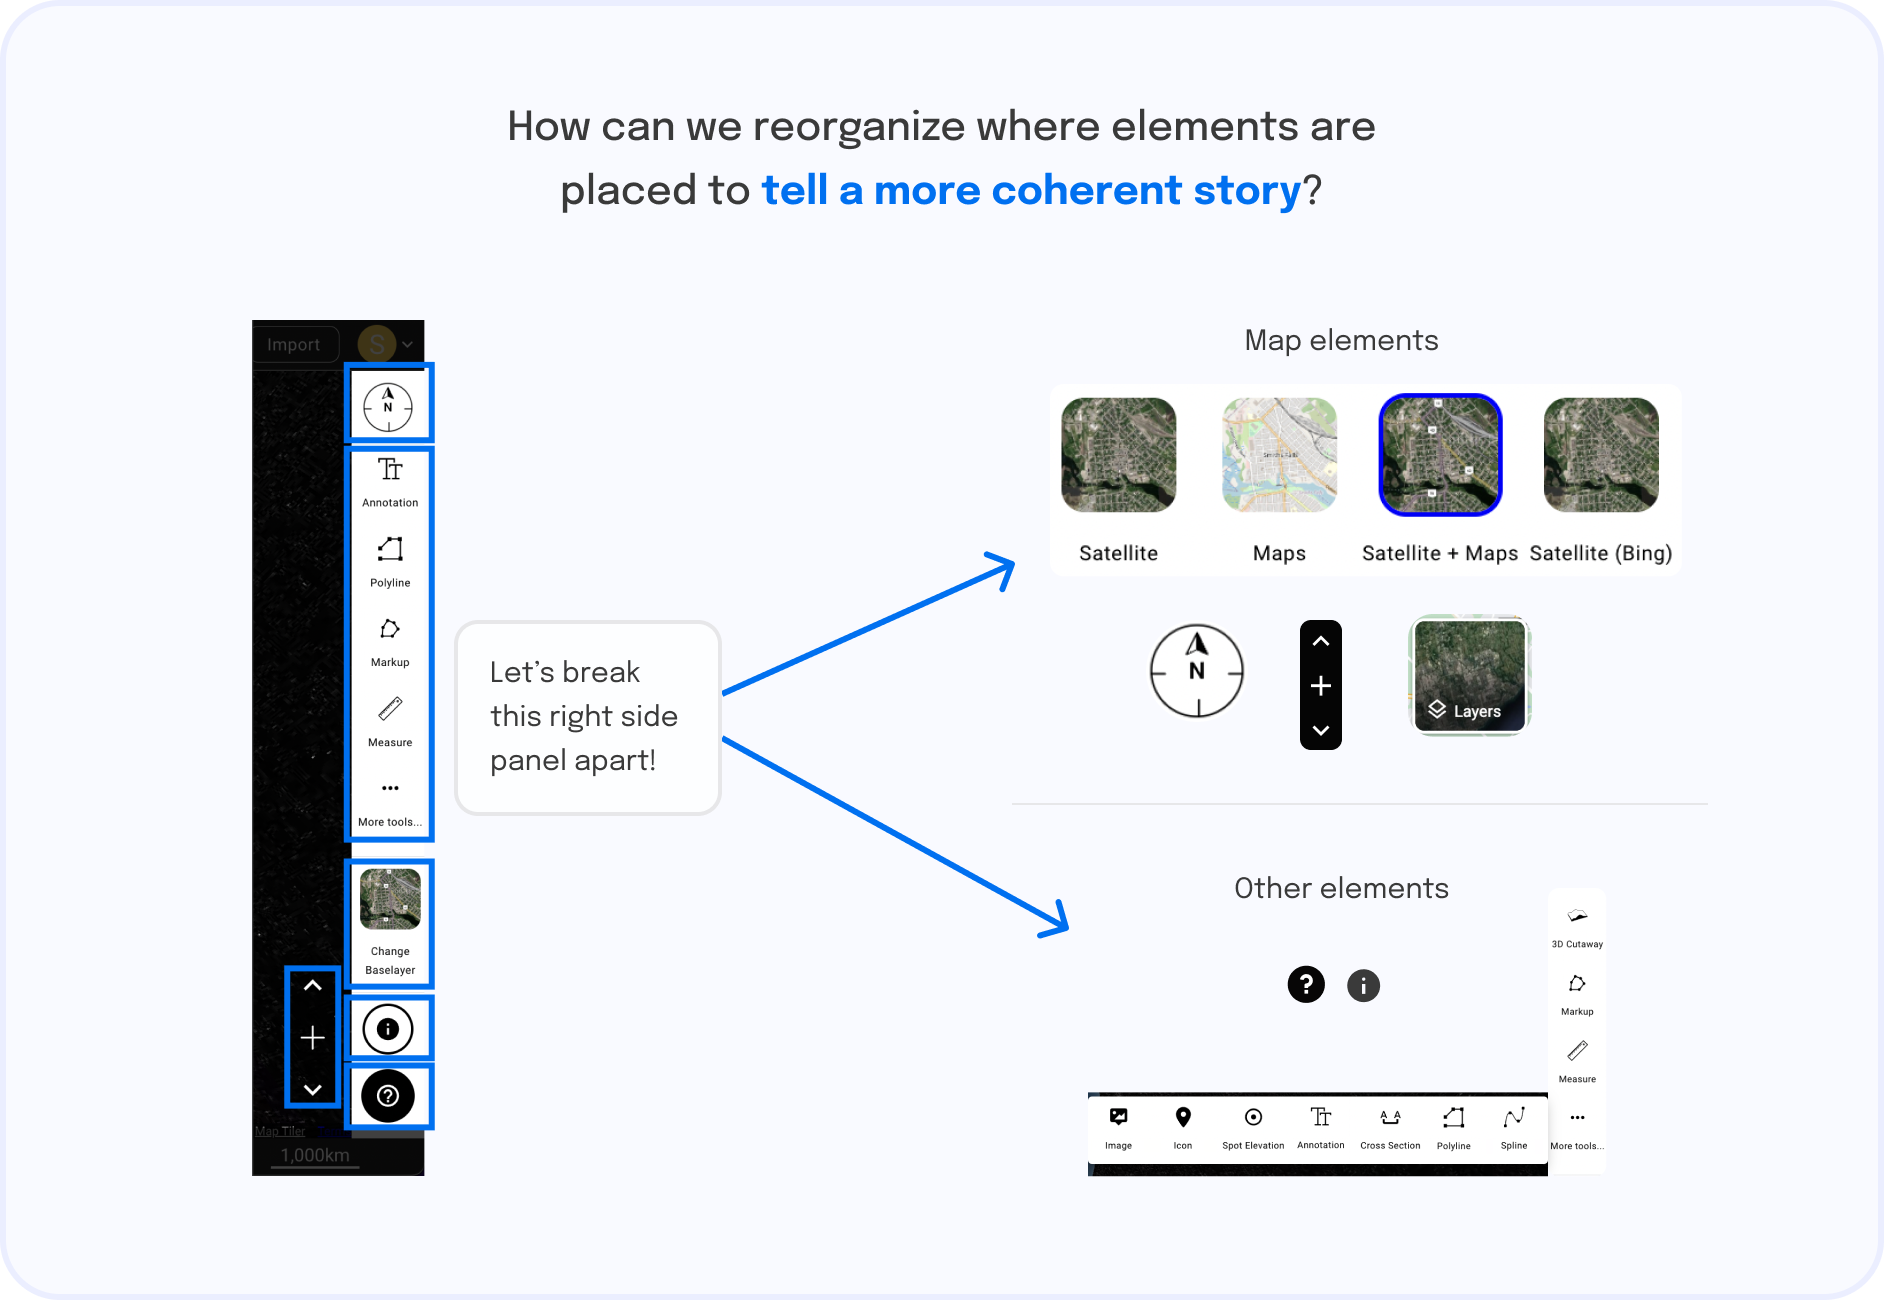 How can we reorganize where elements are
placed to tell a more coherent story?
Import
S
N
Annotation
Polyline
Markup
Measure
More tools...
Change
Baselayer
Map Tiler
1,000km
Let's break
this right side
panel apart!
Map elements
Smiths Falls
Satellite
Maps
Satellite + Maps
Satellite (Bing)
N
Layers
Other elements
3D Cutaway
Markup
Measure
More tools...
Image
Icon
Spot Elevation
Annotation
A A
Cross Section
Polyline
Spline